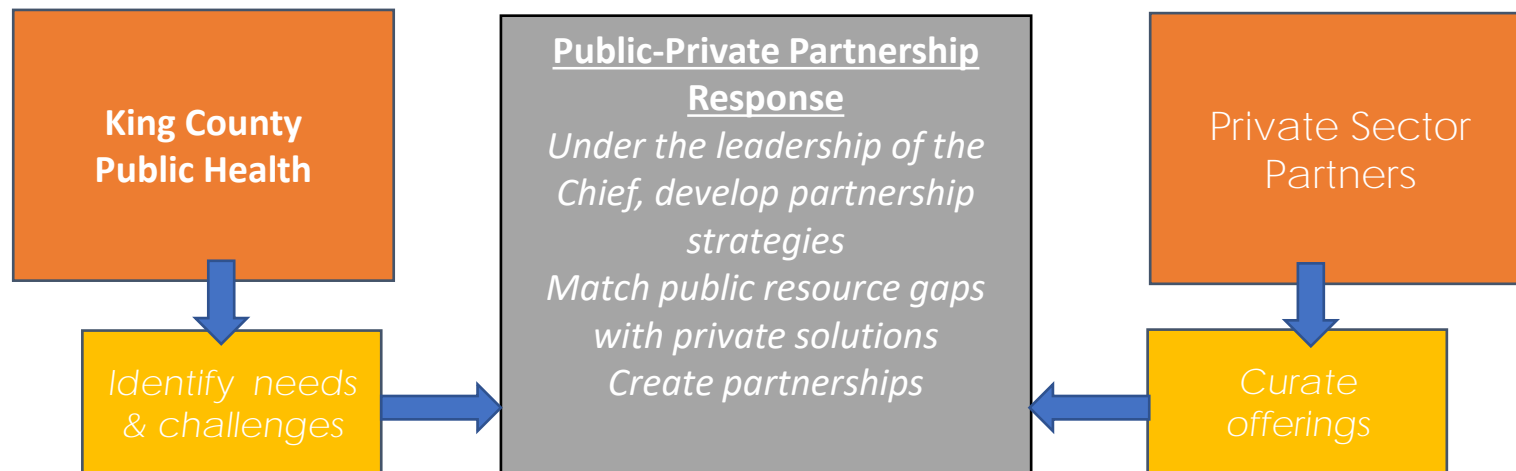 King County
Public Health
Identify needs
& challenges
Public-Private Partnership
Response
Under the leadership of the
Chief, develop partnership
strategies
Match public resource gaps
with private solutions
Create partnerships
Private Sector
Partners
Curate
offerings